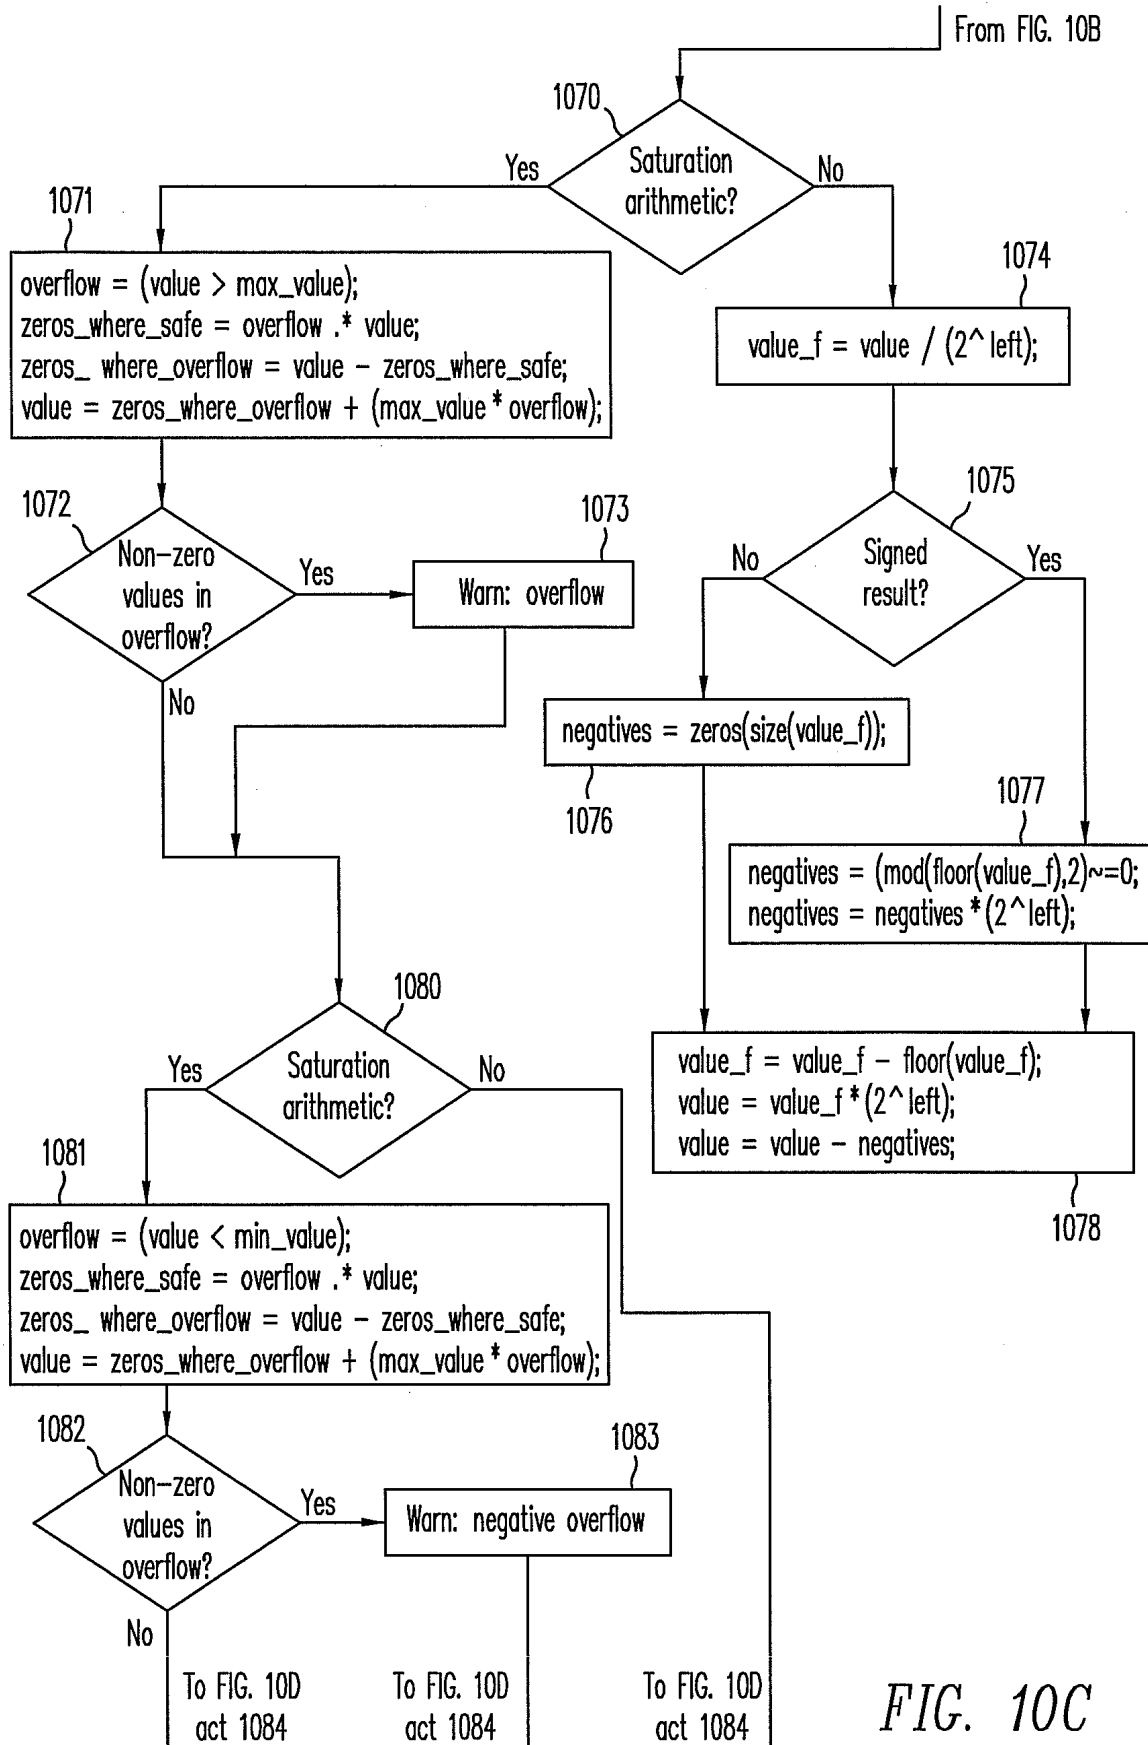 From FIG. 10B
1070
Saturation
arithmetic?
Yes
No
1071
overflow = (value > max_value);
zeros_where_safe = overflow .* value;
zeros_ where_overflow = value – zeros_where_safe;
value = zeros_where_overflow + (max_value * overflow);
1074
value_f = value / (2^ left);
1072
Non-zero
values in
overflow?
Yes
No
1073
Warn: overflow
1075
Signed
result?
No
Yes
negatives = zeros(size(value_f));
1076
1077
negatives = (mod(floor(value_f),2)~=0;
negatives = negatives * (2^ left);
1080
Saturation
arithmetic?
Yes
No
value_f = value_f – floor(value_f);
value = value_f * (2^ left);
value = value – negatives;
1078
1081
overflow = (value < min_value);
zeros_where_safe = overflow .* value;
zeros_ where_overflow = value – zeros_where_safe;
value = zeros_where_overflow + (max_value * overflow);
1082
Non-zero
values in
overflow?
Yes
No
1083
Warn: negative overflow
To FIG. 10D
act 1084
To FIG. 10D
act 1084
To FIG. 10D
act 1084
FIG. 10C